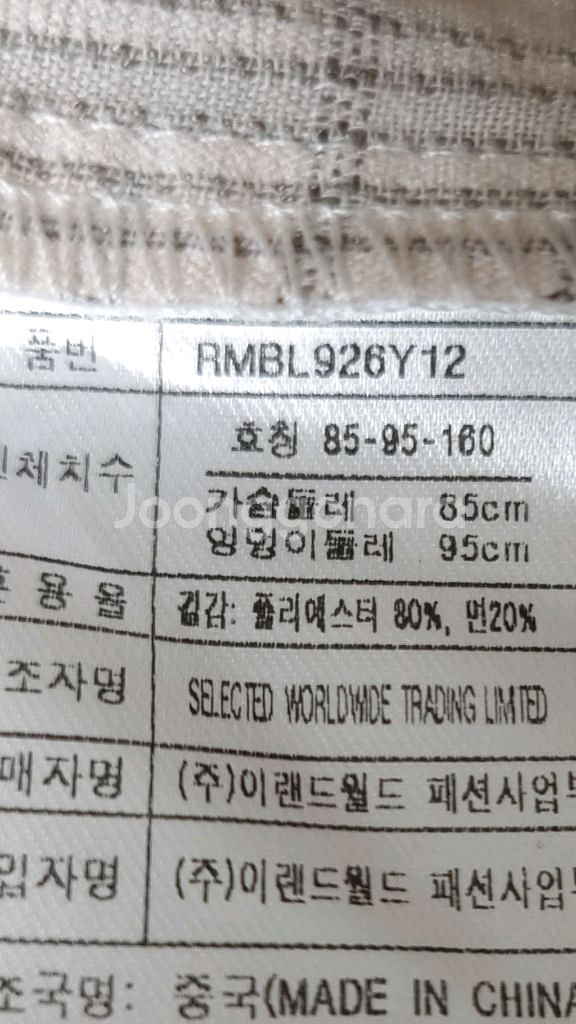 품번 RMBL926Y12
인체치수 호칭 85-95-160
가슴둘레 85cm
엉덩이둘레 95cm
혼용율 겉감: 폴리에스터 80%, 면20%
조자명 SELECTED WORLDWIDE TRADING LIMITED
매자명 (주)이랜드월드 패션사업부
입자명 (주)이랜드월드 패션사업부
조국명: 중국(MADE IN CHINA
Joonggonara